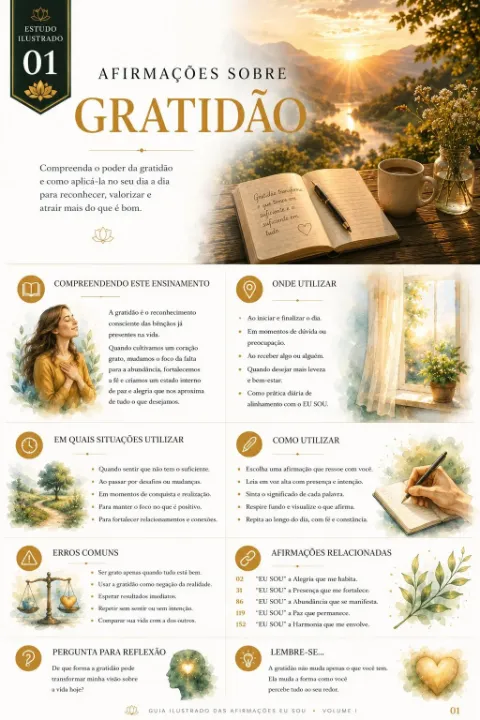 ESTUDO
ILUSTRADO
01
AFIRMAÇÕES SOBRE
GRATIDÃO
Compreenda o poder da gratidão
e como aplicá-la no seu dia a dia
para reconhecer, valorizar e
atrair mais do que é bom.
Gratidão transforma
o que temos em
suficiente e o
suficiente em
tudo.
COMPREENDENDO ESTE ENSINAMENTO
A gratidão é o reconhecimento
consciente das bênçãos já
presentes na vida.
Quando cultivamos um coração
grato, mudamos o foco da falta
para a abundância, fortalecemos
a fé e criamos um estado interno
de paz e alegria que nos aproxima
de tudo o que desejamos.
ONDE UTILIZAR
• Ao iniciar e finalizar o dia.
• Em momentos de dúvida ou
preocupação.
• Ao receber algo ou alguém.
• Quando desejar mais leveza
e bem-estar.
• Como prática diária de
alinhamento com o EU SOU.
EM QUAIS SITUAÇÕES UTILIZAR
• Quando sentir que não tem o suficiente.
• Ao passar por desafios ou mudanças.
• Em momentos de conquista e realização.
• Para manter o foco no que é positivo.
• Para fortalecer relacionamentos e conexões.
COMO UTILIZAR
• Escolha uma afirmação que ressoe com você.
• Leia em voz alta com presença e intenção.
• Sinta o significado de cada palavra.
• Respire fundo e visualize o que afirma.
• Repita ao longo do dia, com fé e constância.
ERROS COMUNS
• Ser grato apenas quando tudo está bem.
• Usar a gratidão como negação da realidade.
• Esperar resultados imediatos.
• Repetir sem sentir ou sem intenção.
• Comparar sua vida com a dos outros.
AFIRMAÇÕES RELACIONADAS
02 "EU SOU" a Alegria que me habita.
31 "EU SOU" a Presença que me fortalece.
86 "EU SOU" a Abundância que se manifesta.
119 "EU SOU" a Paz que permanece.
152 "EU SOU" a Harmonia que me envolve.
PERGUNTA PARA REFLEXÃO
De que forma a gratidão pode
transformar minha visão sobre
a vida hoje?
LEMBRE-SE...
A gratidão não muda apenas o que você tem.
Ela muda a forma como você
percebe tudo ao seu redor.
GUIA ILUSTRADO DAS AFIRMAÇÕES EU SOU • VOLUME I
01